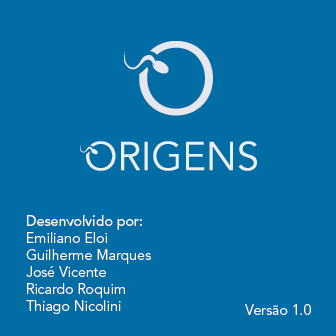 ORIGENS
Desenvolvido por:
Emiliano Eloi
Guilherme Marques
José Vicente
Ricardo Roquim
Thiago Nicolini
Versão 1.0